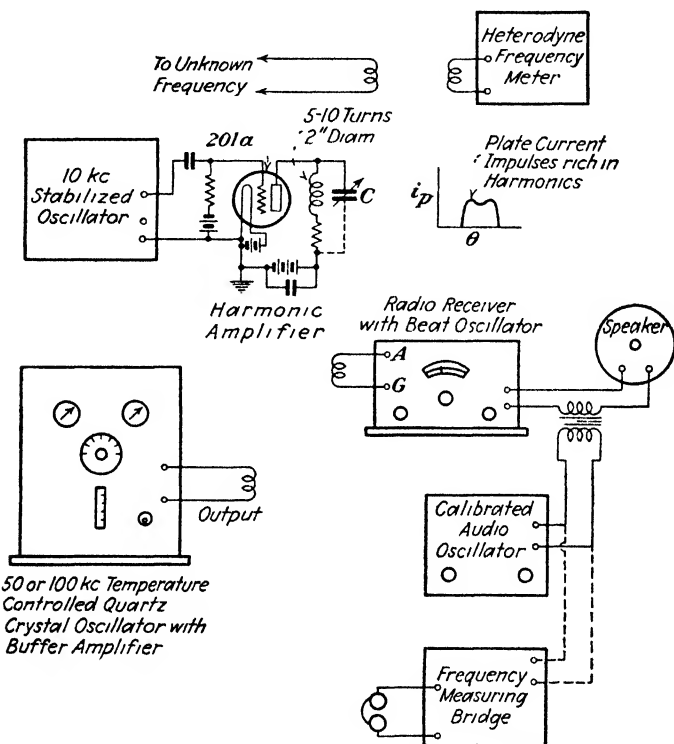 Heterodyne
Frequency
Meter
To Unknown
Frequency
5-10 Turns
2" Diam
201a
10 kc
Stabilized
Oscillator
C
Plate Current
Impulses rich in
Harmonics
ip
θ
Harmonic
Amplifier
Radio Receiver
with Beat Oscillator
Speaker
A
G
Output
Calibrated
Audio
Oscillator
50 or 100 kc Temperature
Controlled Quartz
Crystal Oscillator with
Buffer Amplifier
Frequency
Measuring
Bridge